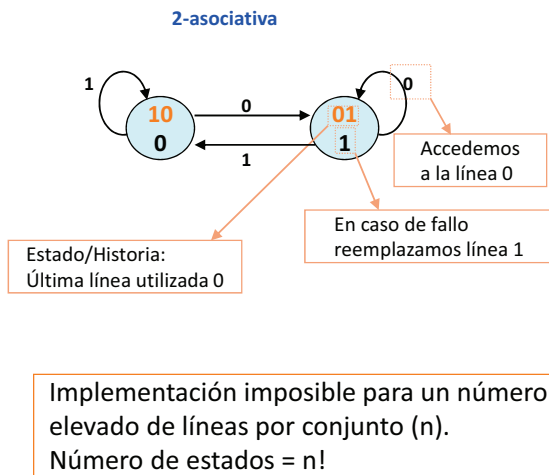 2-asociativa
1
10
0
0
1
01
1
0
Accedemos
a la línea 0
En caso de fallo
reemplazamos línea 1
Estado/Historia:
Última línea utilizada 0
Implementación imposible para un número
elevado de líneas por conjunto (n).
Número de estados = n!